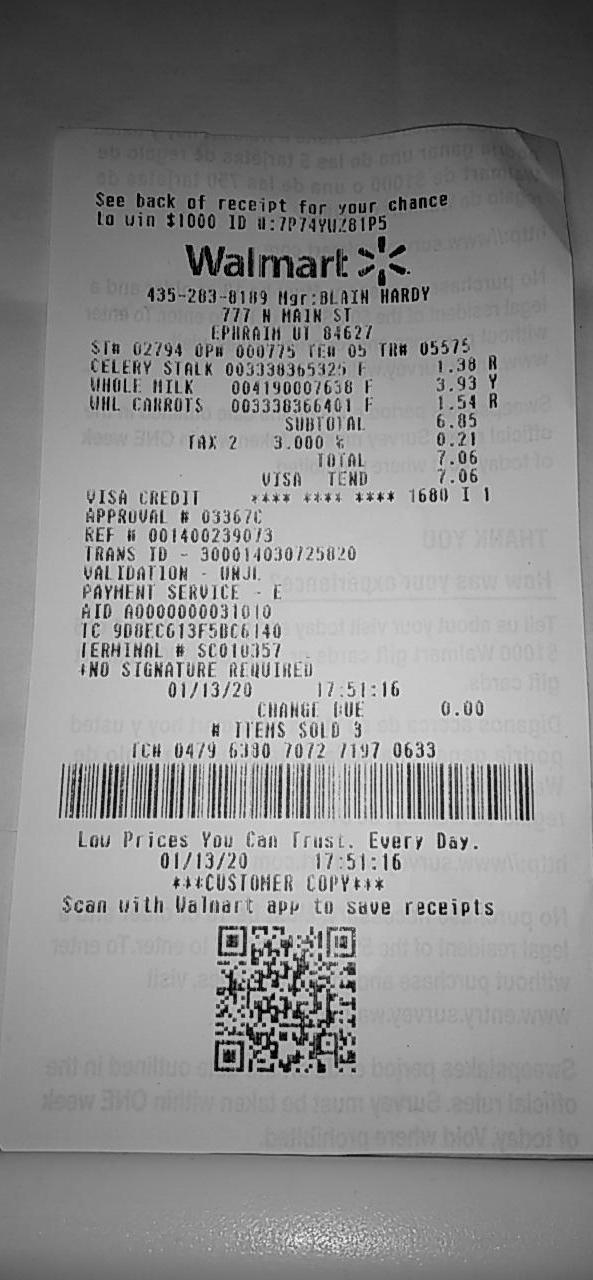 See back of receipt for your chance
to win $1000 ID #:7P74YUZ81P5
Walmart
435-283-8189 Mgr:BLAIN HARDY
777 N MAIN ST
EPHRAIM UT 84627
ST# 02794 OP# 000775 TE# 05 TR# 05575
CELERY STALK 003338365325 F 1.38 R
WHOLE MILK 004190007638 F 3.93 Y
WHL CARROTS 003338366401 F 1.54 R
SUBTOTAL 6.85
TAX 2 3.000 % 0.21
TOTAL 7.06
VISA TEND 7.06
VISA CREDIT **** **** **** 1680 I 1
APPROVAL # 03367C
REF # 001400239073
TRANS ID - 300014030725820
VALIDATION - UNJL
PAYMENT SERVICE - E
AID A0000000031010
TC 9D8EC613F5BC6140
TERMINAL # SC010357
*NO SIGNATURE REQUIRED
01/13/20 17:51:16
CHANGE DUE 0.00
# ITEMS SOLD 3
TC# 0479 6380 7072 7197 0633
Low Prices You Can Trust. Every Day.
01/13/20 17:51:16
***CUSTOMER COPY***
Scan with Walmart app to save receipts